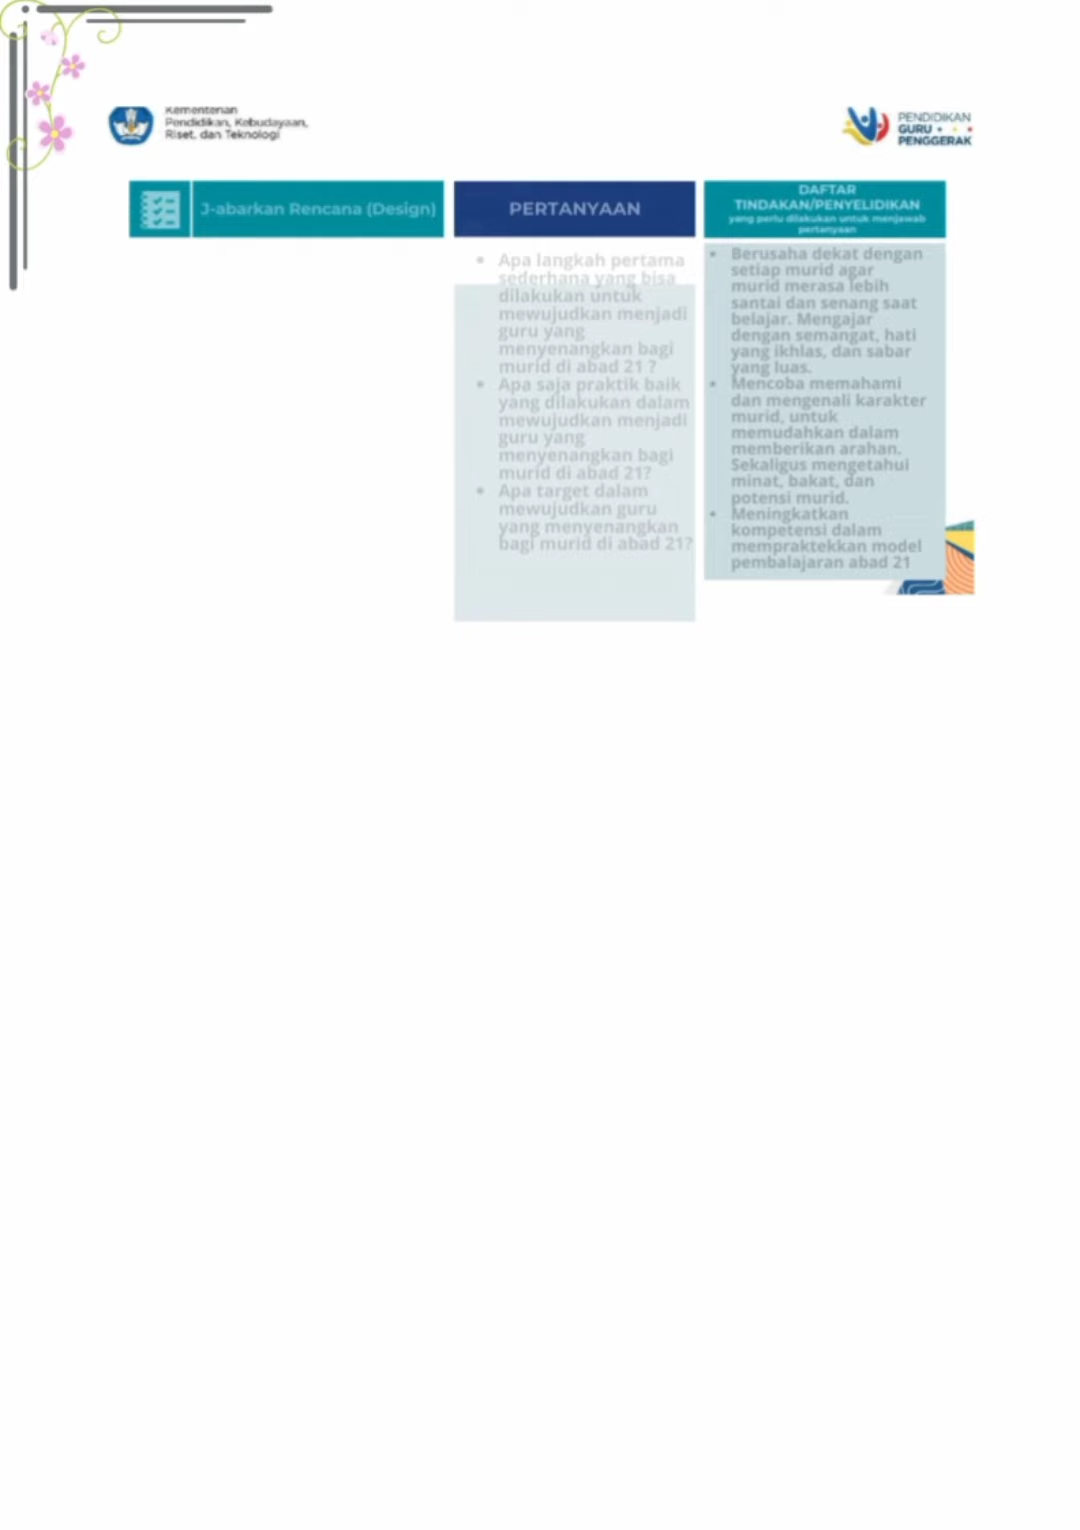 Kementerian
Pendidikan, Kebudayaan,
Riset, dan Teknologi
PENDIDIKAN
GURU
PENGGERAK
J-abarkan Rencana (Design)
PERTANYAAN
• Apa langkah pertama
sederhana yang bisa
dilakukan untuk
mewujudkan menjadi
guru yang
menyenangkan bagi
murid di abad 21 ?
• Apa saja praktik baik
yang dilakukan dalam
mewujudkan menjadi
guru yang
menyenangkan bagi
murid di abad 21?
• Apa target dalam
mewujudkan guru
yang menyenangkan
bagi murid di abad 21?
DAFTAR
TINDAKAN/PENYELIDIKAN
yang perlu dilakukan untuk menjawab
pertanyaan
• Berusaha dekat dengan
setiap murid agar
murid merasa lebih
santai dan senang saat
belajar. Mengajar
dengan semangat, hati
yang ikhlas, dan sabar
yang luas.
• Mencoba memahami
dan mengenali karakter
murid, untuk
memudahkan dalam
memberikan arahan.
Sekaligus mengetahui
minat, bakat, dan
potensi murid.
• Meningkatkan
kompetensi dalam
mempraktekkan model
pembalajaran abad 21